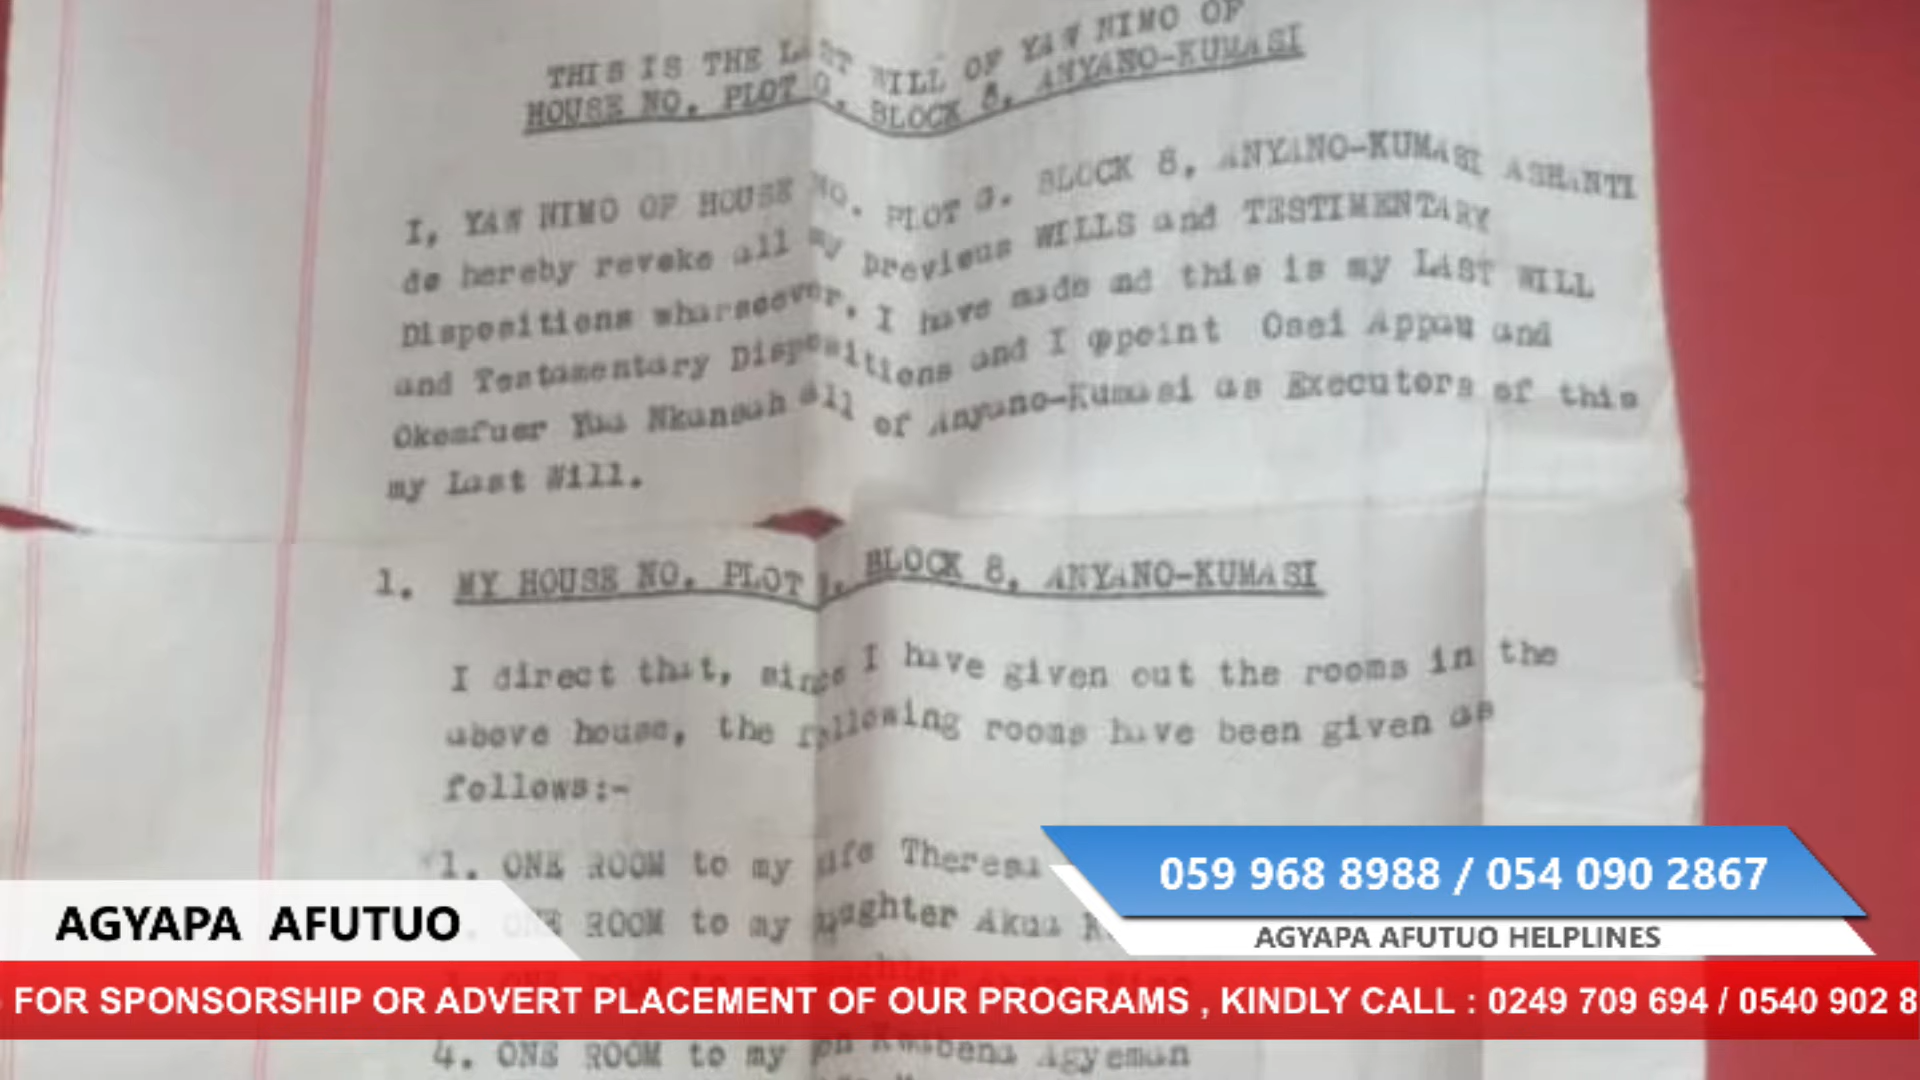 THIS IS THE LAST WILL OF YAW NIMO OF
HOUSE NO. PLOT BLOCK 8, ANYANO-KUMASI
I, YAW NIMO OF HOUSE NO. PLOT BLOCK 8, ANYANO-KUMASI ASHANTI
do hereby revoke all my previous WILLS and TESTIMENTARY
Dispositions wharsoever, I have made and this is my LAST WILL
and Testamentary Dispositions and I appoint Osei Appau and
Yaa Nkansah all of Anyano-Kumasi as Executors of this
my Last Will.
1. MY HOUSE NO. PLOT BLOCK 8, ANYANO-KUMASI
I direct that, since I have given out the rooms in the
above house, the following rooms have been given as
follows:-
1. ONE ROOM to my wife Theresa
ONE ROOM to my daughter Akua
4. ONE ROOM to my son Kwabena Agyeman
059 968 8988 / 054 090 2867
AGYAPA AFUTUO HELPLINES
AGYAPA AFUTUO
FOR SPONSORSHIP OR ADVERT PLACEMENT OF OUR PROGRAMS , KINDLY CALL : 0249 709 694 / 0540 902 8